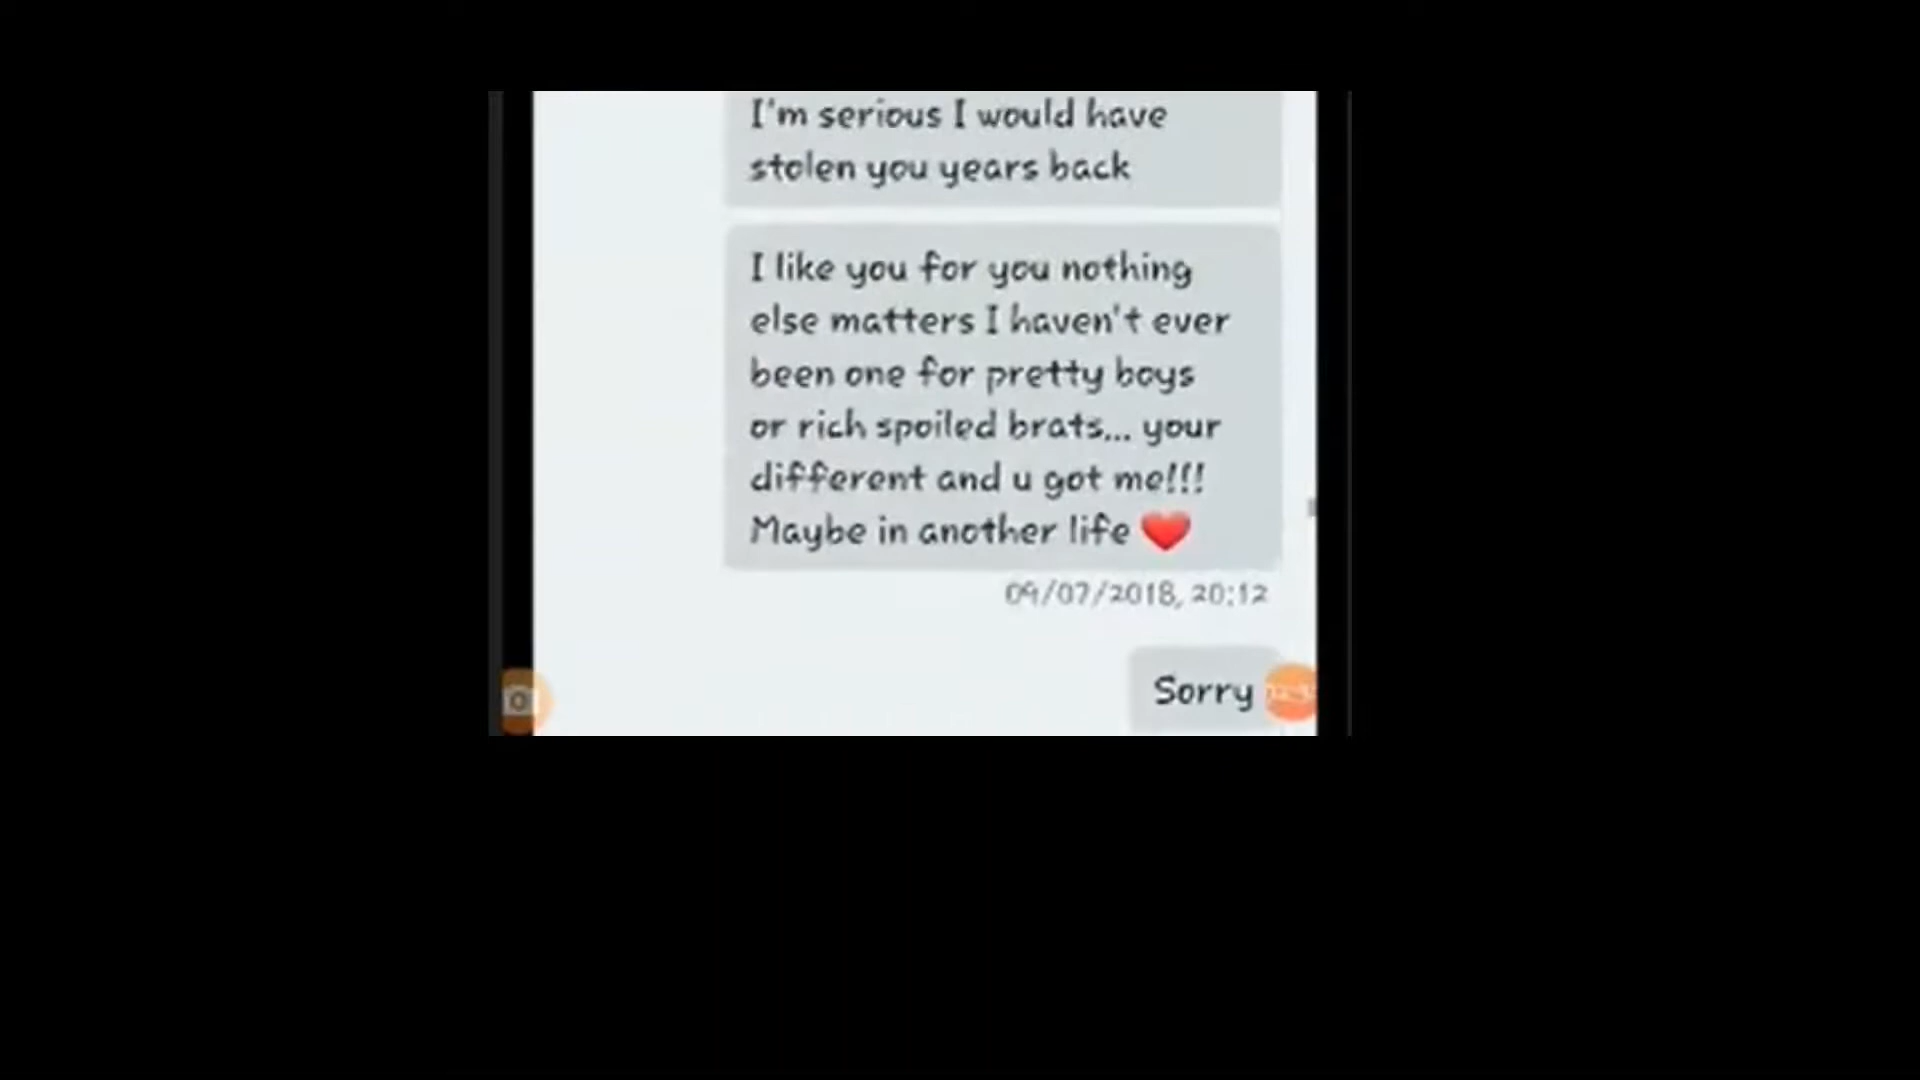 I'm serious I would have
stolen you years back
I like you for you nothing
else matters I haven't ever
been one for pretty boys
or rich spoiled brats... your
different and u got me!!!
Maybe in another life ❤️
09/07/2018, 20:12
Sorry